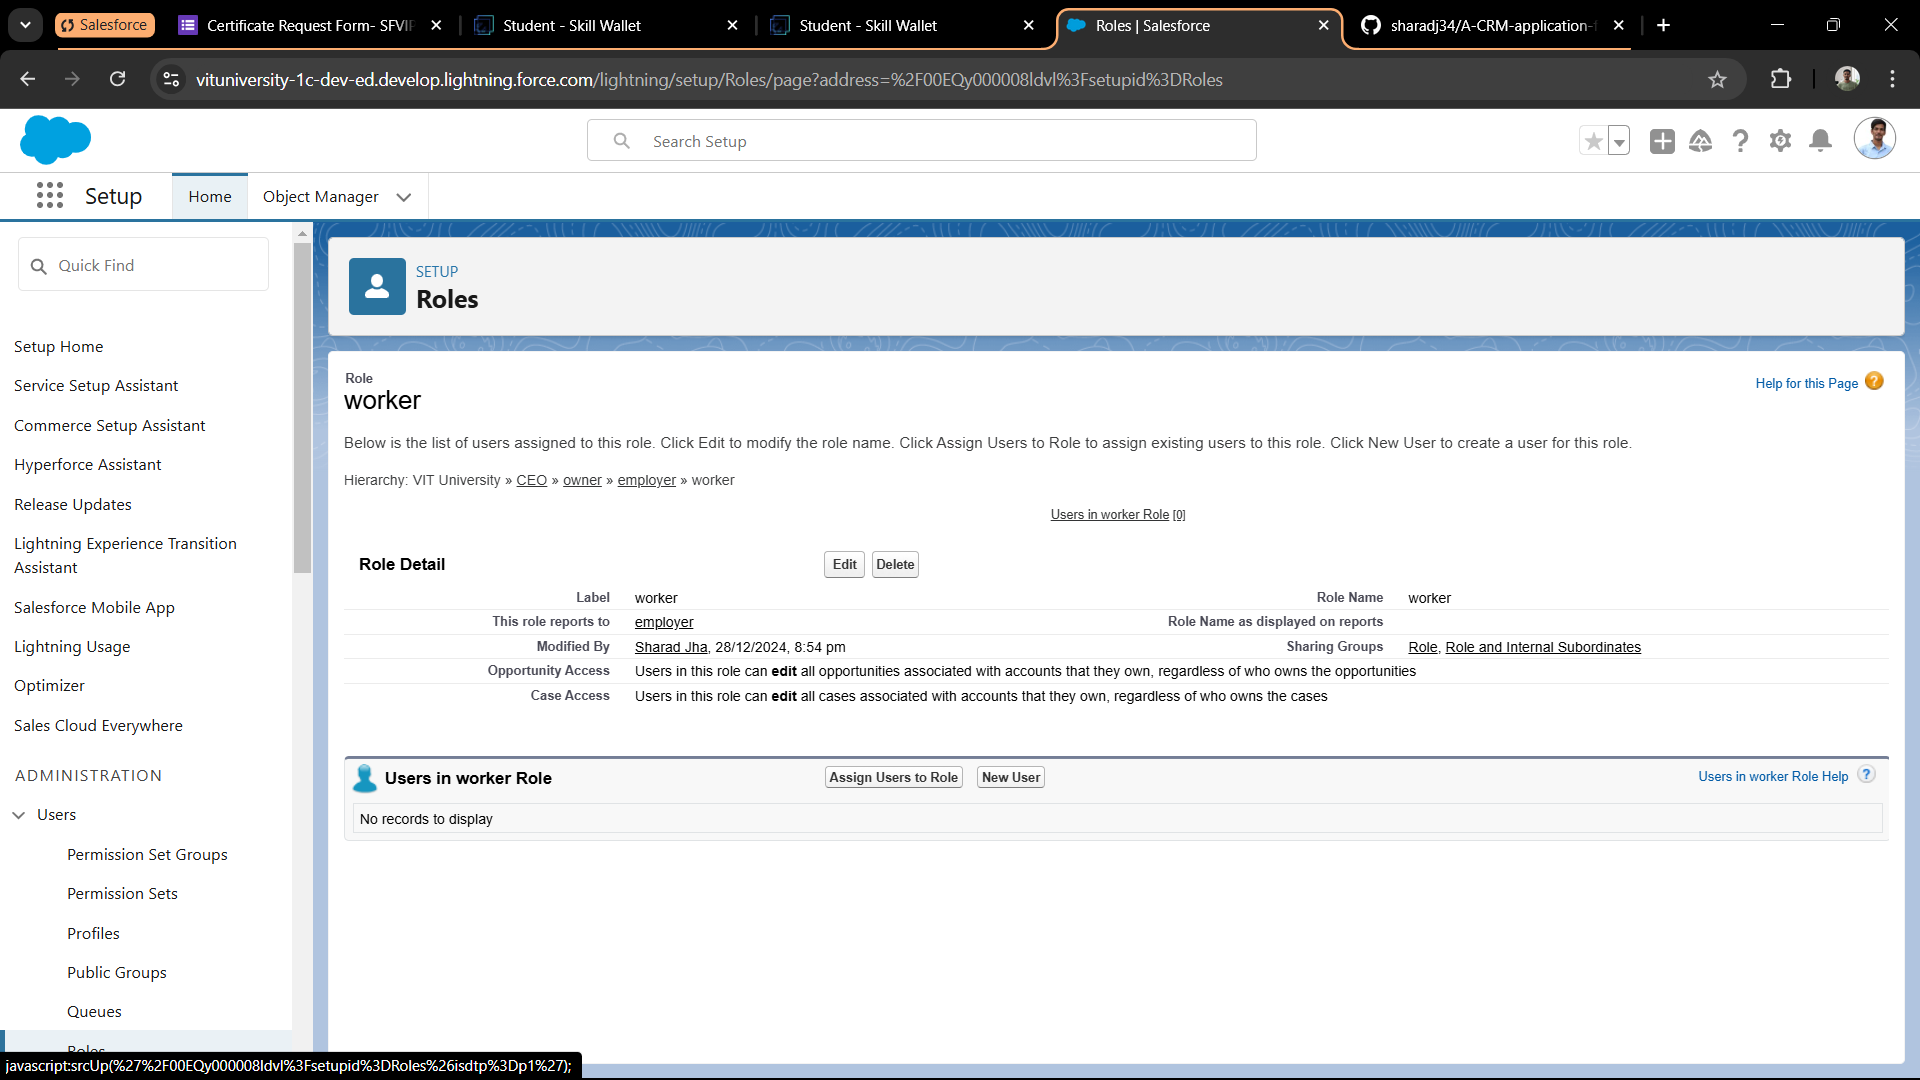 Salesforce
Certificate Request Form- SFVIP
Student - Skill Wallet
Student - Skill Wallet
Roles | Salesforce
sharadj34/A-CRM-application-f
vituniversity-1c-dev-ed.develop.lightning.force.com/lightning/setup/Roles/page?address=%2F00EQy000008ldvl%3Fsetupid%3DRoles
Search Setup
Setup
Home
Object Manager
Quick Find
Setup Home
Service Setup Assistant
Commerce Setup Assistant
Hyperforce Assistant
Release Updates
Lightning Experience Transition
Assistant
Salesforce Mobile App
Lightning Usage
Optimizer
Sales Cloud Everywhere
ADMINISTRATION
Users
Permission Set Groups
Permission Sets
Profiles
Public Groups
Queues
Roles
SETUP
Roles
Role
worker
Help for this Page
Below is the list of users assigned to this role. Click Edit to modify the role name. Click Assign Users to Role to assign existing users to this role. Click New User to create a user for this role.
Hierarchy: VIT University » CEO » owner » employer » worker
Users in worker Role [0]
Role Detail
Edit
Delete
Label worker Role Name worker
This role reports to employer Role Name as displayed on reports
Modified By Sharad Jha, 28/12/2024, 8:54 pm Sharing Groups Role, Role and Internal Subordinates
Opportunity Access Users in this role can edit all opportunities associated with accounts that they own, regardless of who owns the opportunities
Case Access Users in this role can edit all cases associated with accounts that they own, regardless of who owns the cases
Users in worker Role
Assign Users to Role
New User
Users in worker Role Help
No records to display
javascript:srcUp(%27%2F00EQy000008ldvl%3Fsetupid%3DRoles%26isdtp%3Dp1%27);